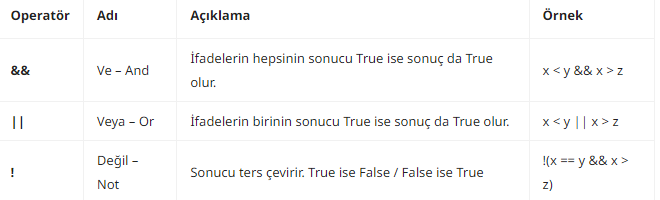 Operatör Adı Açıklama Örnek
&& Ve – And İfadelerin hepsinin sonucu True ise sonuç da True olur. x < y && x > z
|| Veya – Or İfadelerin birinin sonucu True ise sonuç da True olur. x < y || x > z
! Değil – Not Sonucu ters çevirir. True ise False / False ise True !(x == y && x > z)